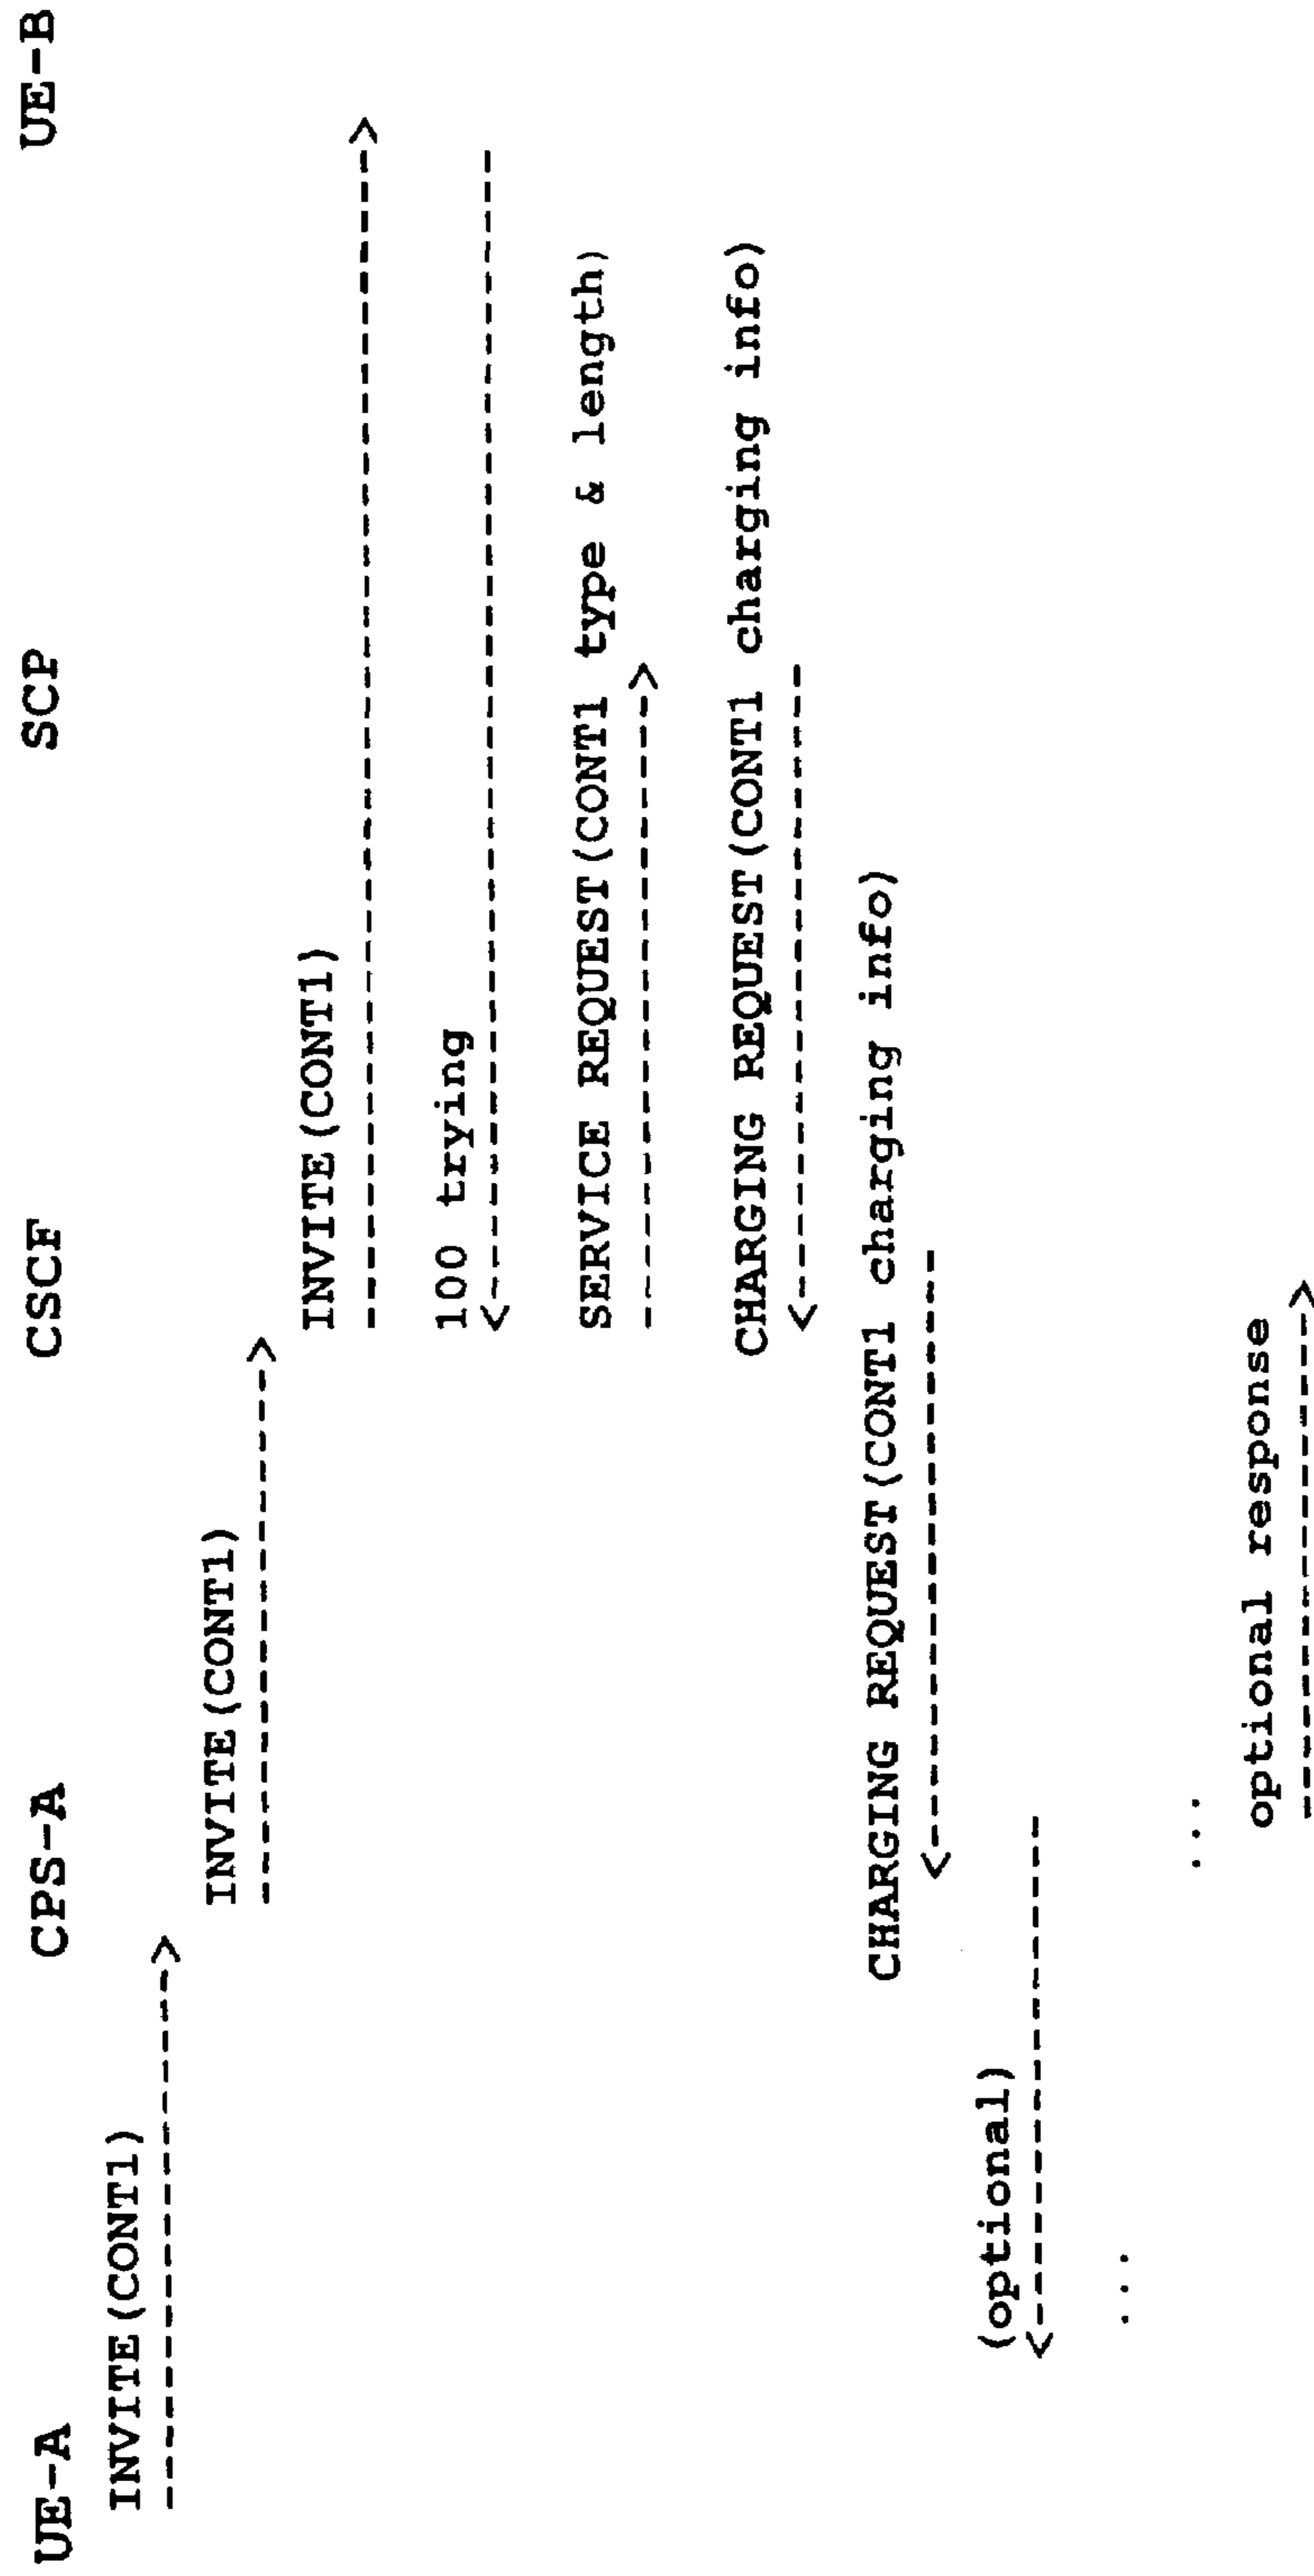 UE-A CPS-A CSCF SCP UE-B
INVITE(CONT1)
--------------------->
INVITE(CONT1)
--------------------->
INVITE(CONT1)
------------------------------------------>
100 trying
<------------------------------------------
SERVICE REQUEST(CONT1 type & length)
------------------------>
CHARGING REQUEST(CONT1 charging info)
<------------------------
CHARGING REQUEST(CONT1 charging info)
<-----------------------
(optional)
<--------------------
...
...
optional response
-------------------->